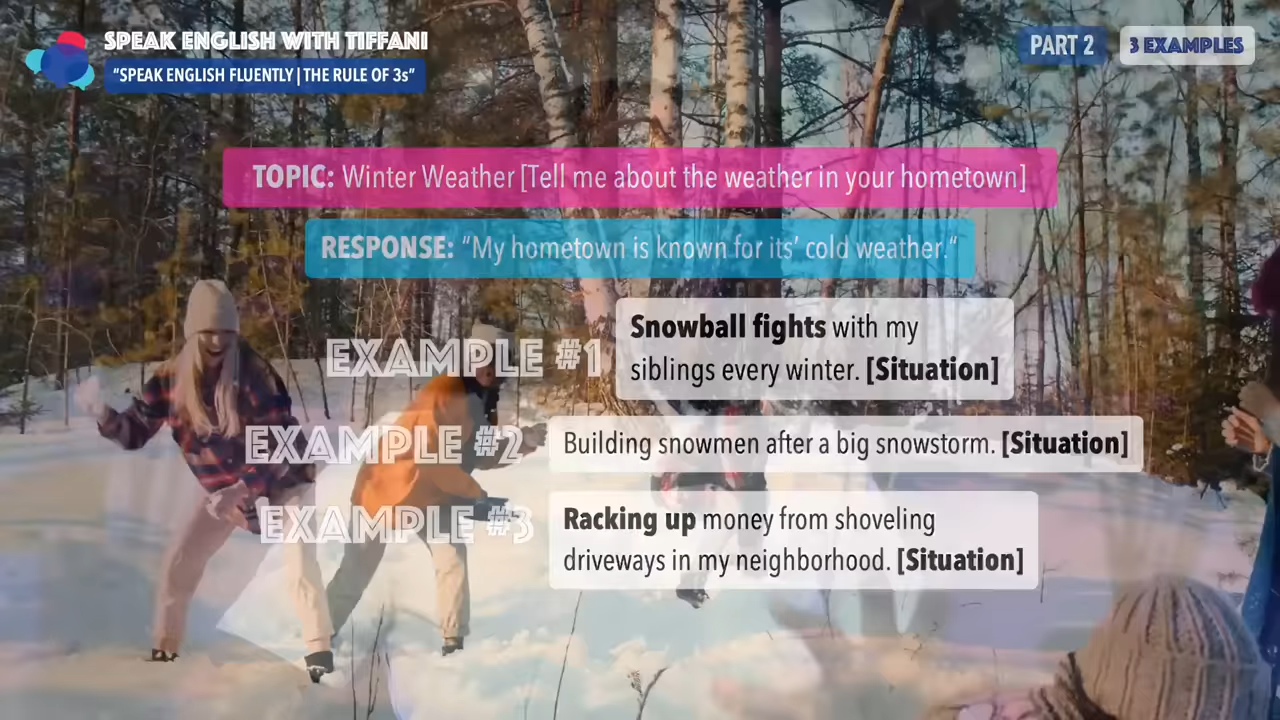 SPEAK ENGLISH WITH TIFFANI
"SPEAK ENGLISH FLUENTLY | THE RULE OF 3s"
PART 2
3 EXAMPLES
TOPIC: Winter Weather [Tell me about the weather in your hometown]
RESPONSE: "My hometown is known for its' cold weather."
EXAMPLE #1
Snowball fights with my
siblings every winter. [Situation]
EXAMPLE #2
Building snowmen after a big snowstorm. [Situation]
EXAMPLE #3
Racking up money from shoveling
driveways in my neighborhood. [Situation]